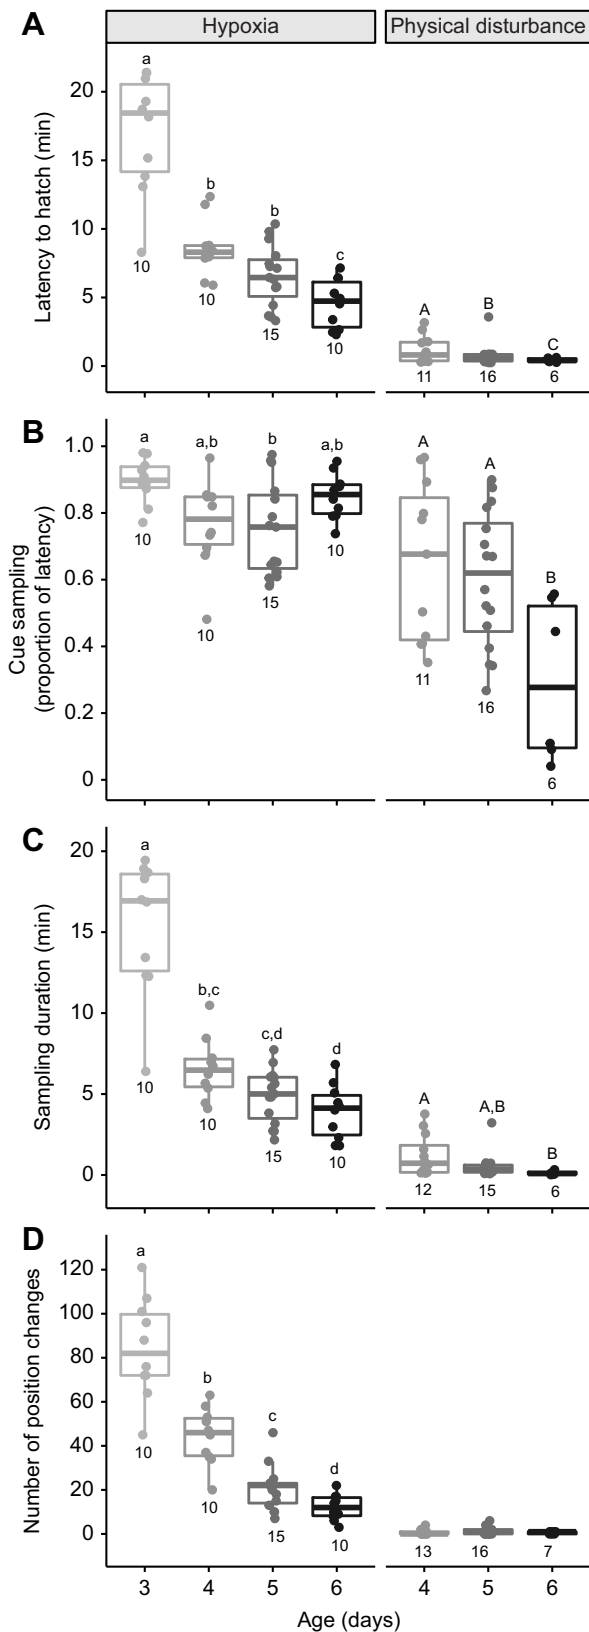 A
Hypoxia
Physical disturbance
Latency to hatch (min)
20
15
10
5
0
a
b
b
c
A
B
C
10
10
15
10
11
16
6
B
Cue sampling
(proportion of latency)
1.0
0.8
0.6
0.4
0.2
0
a
a,b
b
a,b
A
A
B
10
10
15
10
11
16
6
C
Sampling duration (min)
20
15
10
5
0
a
b,c
c,d
d
A
A,B
B
10
10
15
10
12
15
6
D
Number of position changes
120
100
80
60
40
20
0
a
b
c
d
10
10
15
10
13
16
7
3
4
5
6
4
5
6
Age (days)